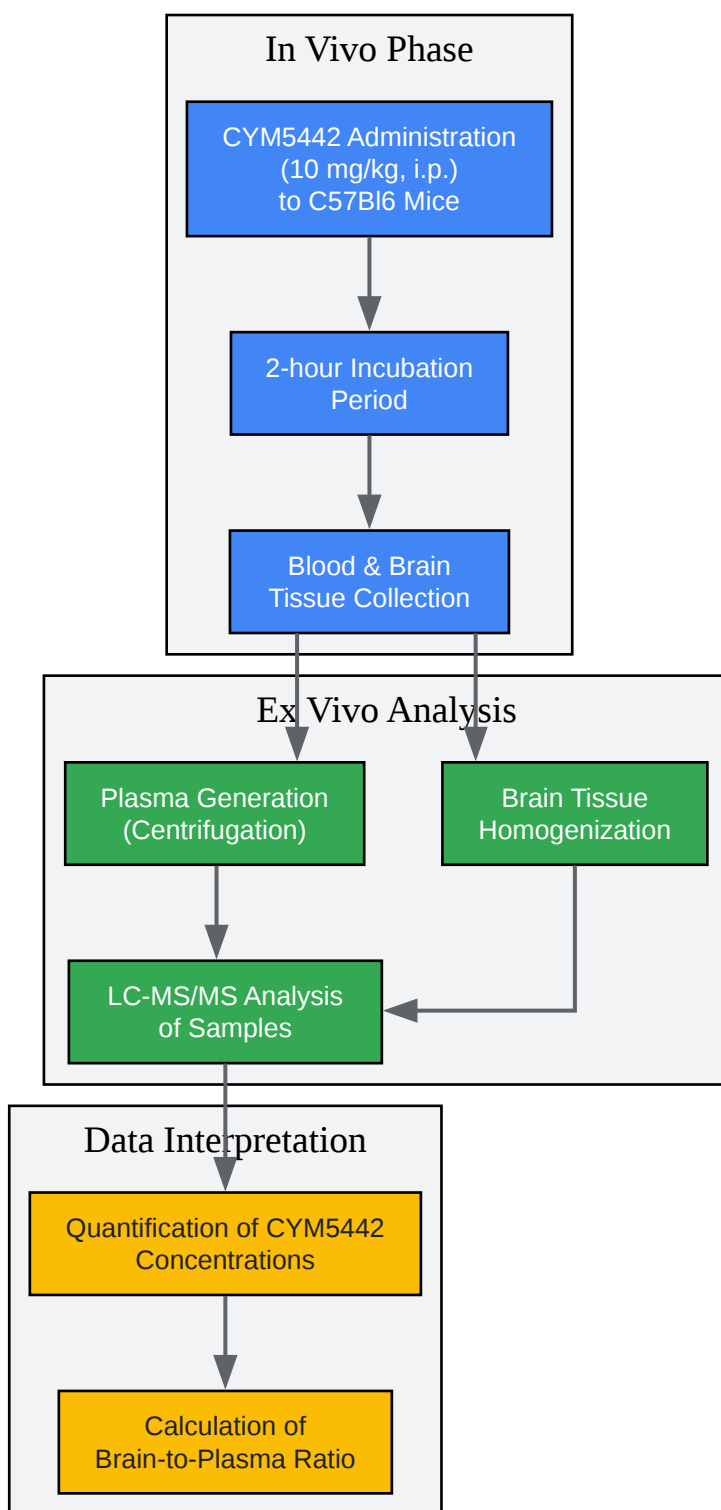 In Vivo Phase
CYM5442 Administration
(10 mg/kg, i.p.)
to C57Bl6 Mice
2-hour Incubation
Period
Blood & Brain
Tissue Collection
Ex Vivo Analysis
Plasma Generation
(Centrifugation)
Brain Tissue
Homogenization
LC-MS/MS Analysis
of Samples
Data Interpretation
Quantification of CYM5442
Concentrations
Calculation of
Brain-to-Plasma Ratio